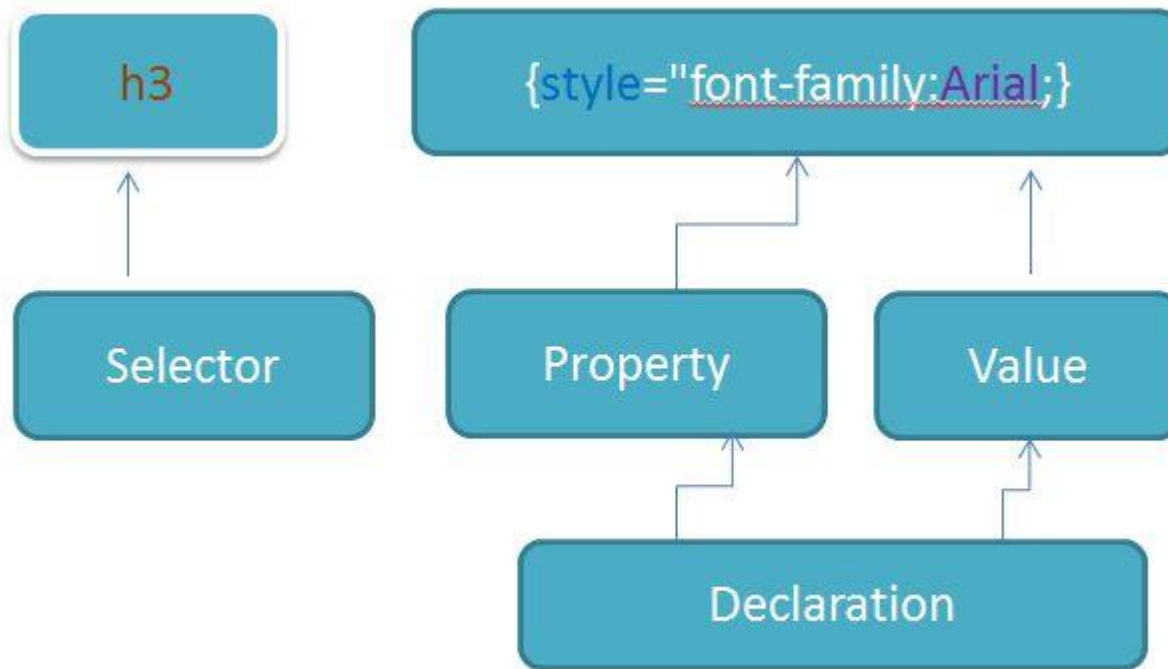 h3
{style="font-family:Arial;}
Selector
Property
Value
Declaration